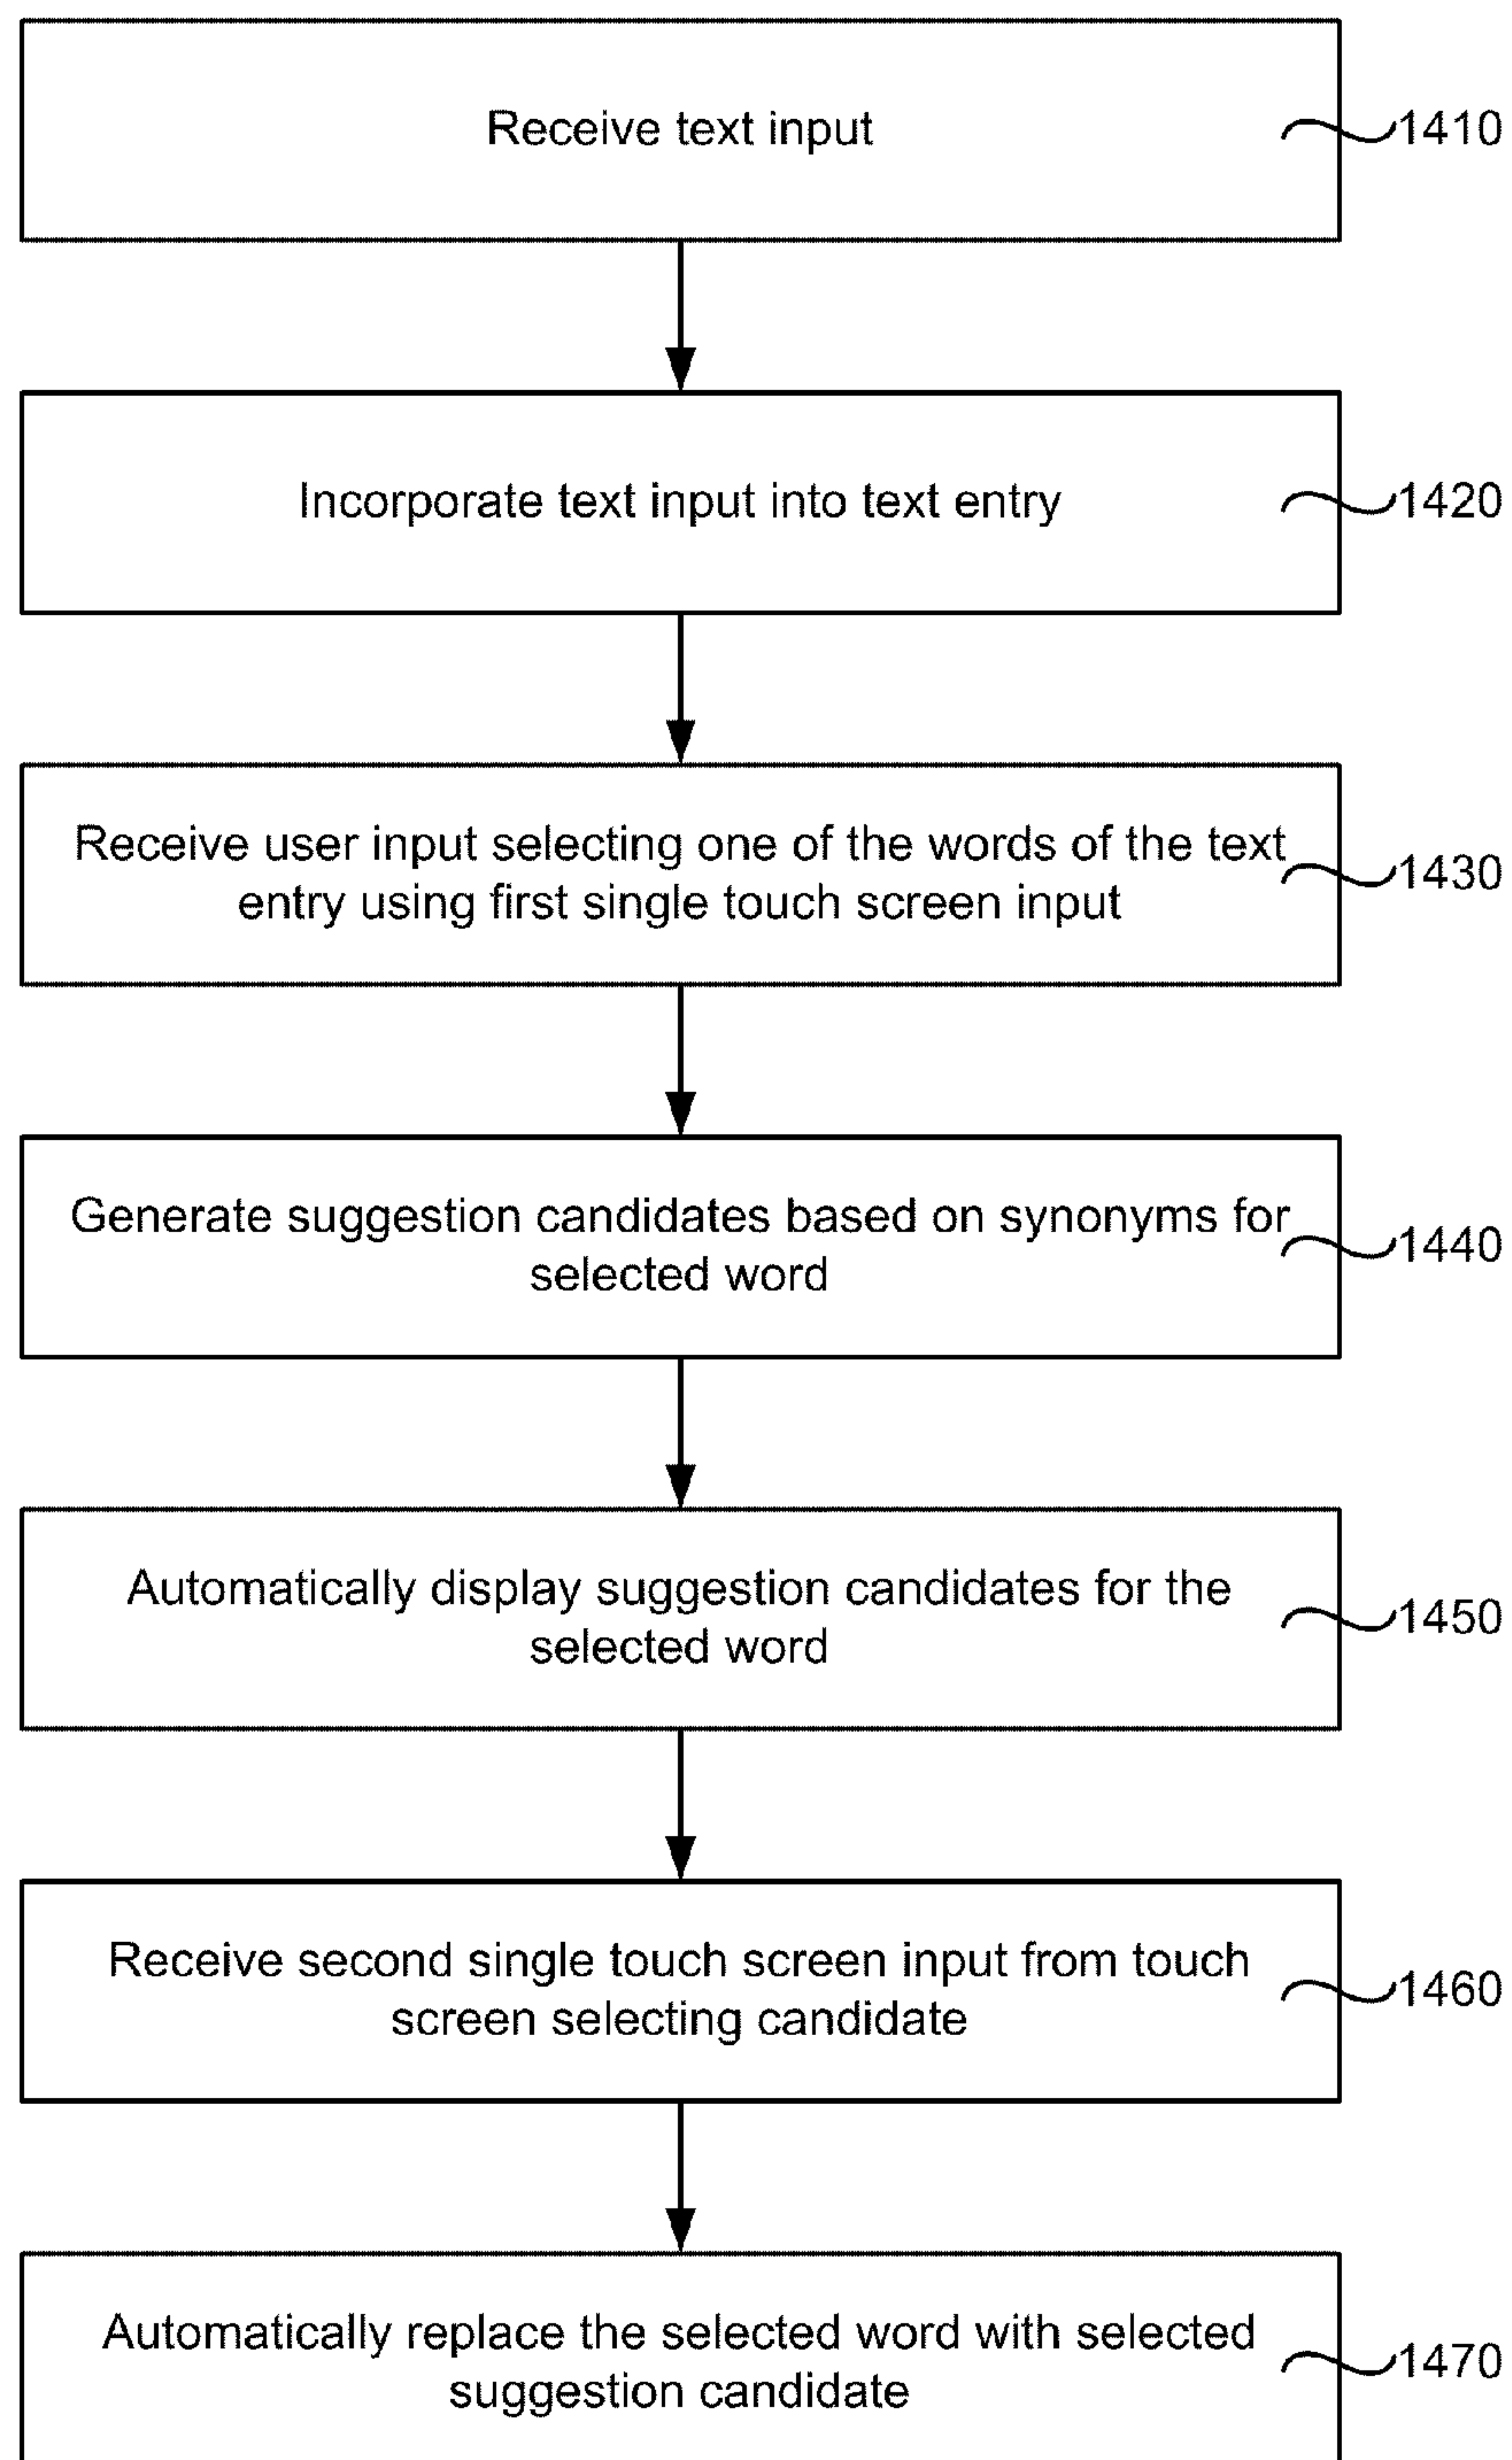 Receive text input
1410
Incorporate text input into text entry
1420
Receive user input selecting one of the words of the text
entry using first single touch screen input
1430
Generate suggestion candidates based on synonyms for
selected word
1440
Automatically display suggestion candidates for the
selected word
1450
Receive second single touch screen input from touch
screen selecting candidate
1460
Automatically replace the selected word with selected
suggestion candidate
1470